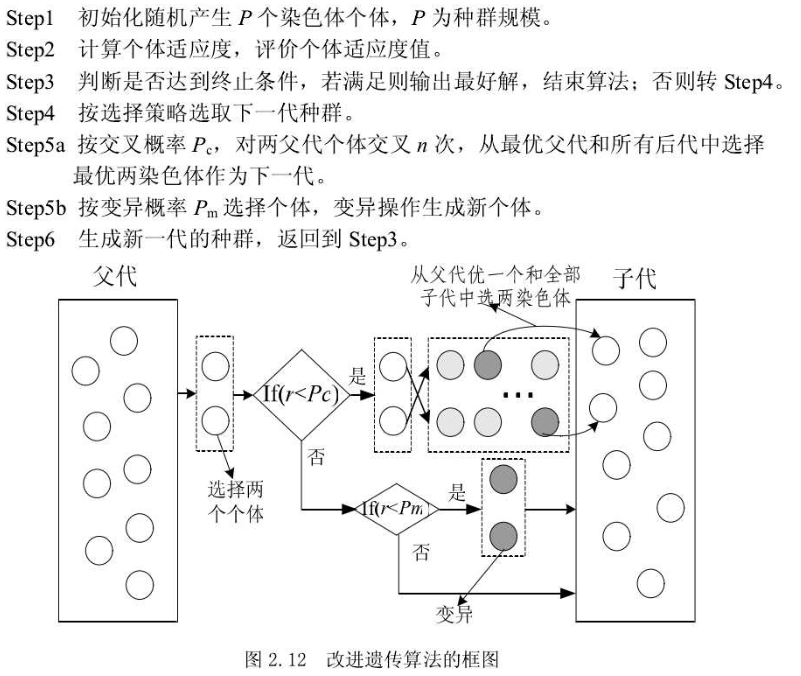 Step1 初始化随机产生 P 个染色体个体，P 为种群规模。
Step2 计算个体适应度，评价个体适应度值。
Step3 判断是否达到终止条件，若满足则输出最好解，结束算法；否则转 Step4。
Step4 按选择策略选取下一代种群。
Step5a 按交叉概率 Pc，对两父代个体交叉 n 次，从最优父代和所有后代中选择
最优两染色体作为下一代。
Step5b 按变异概率 Pm 选择个体，变异操作生成新个体。
Step6 生成新一代的种群，返回到 Step3。
父代
从父代优一个和全部
子代中选两染色体
子代
If(r<Pc)
是
...
否
选择两
个个体
If(r<Pm
是
否
变异
图 2.12 改进遗传算法的框图